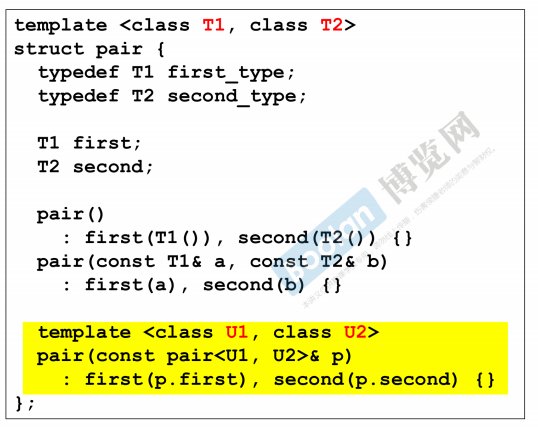 template <class T1, class T2>
struct pair {
typedef T1 first_type;
typedef T2 second_type;
T1 first;
T2 second;
pair()
: first(T1()), second(T2()) {}
pair(const T1& a, const T2& b)
: first(a), second(b) {}
template <class U1, class U2>
pair(const pair<U1, U2>& p)
: first(p.first), second(p.second) {}
};
boolan 博览网